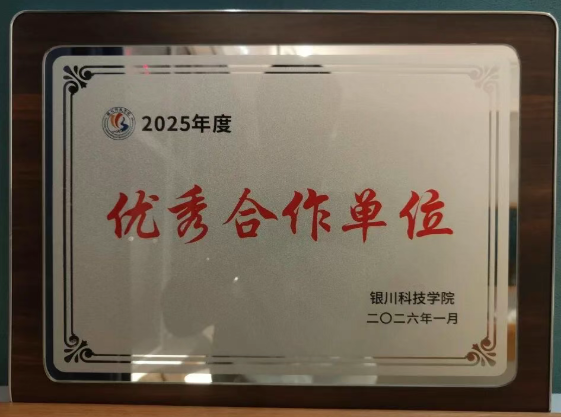 2025年度
优秀合作单位
银川科技学院
二〇二六年一月